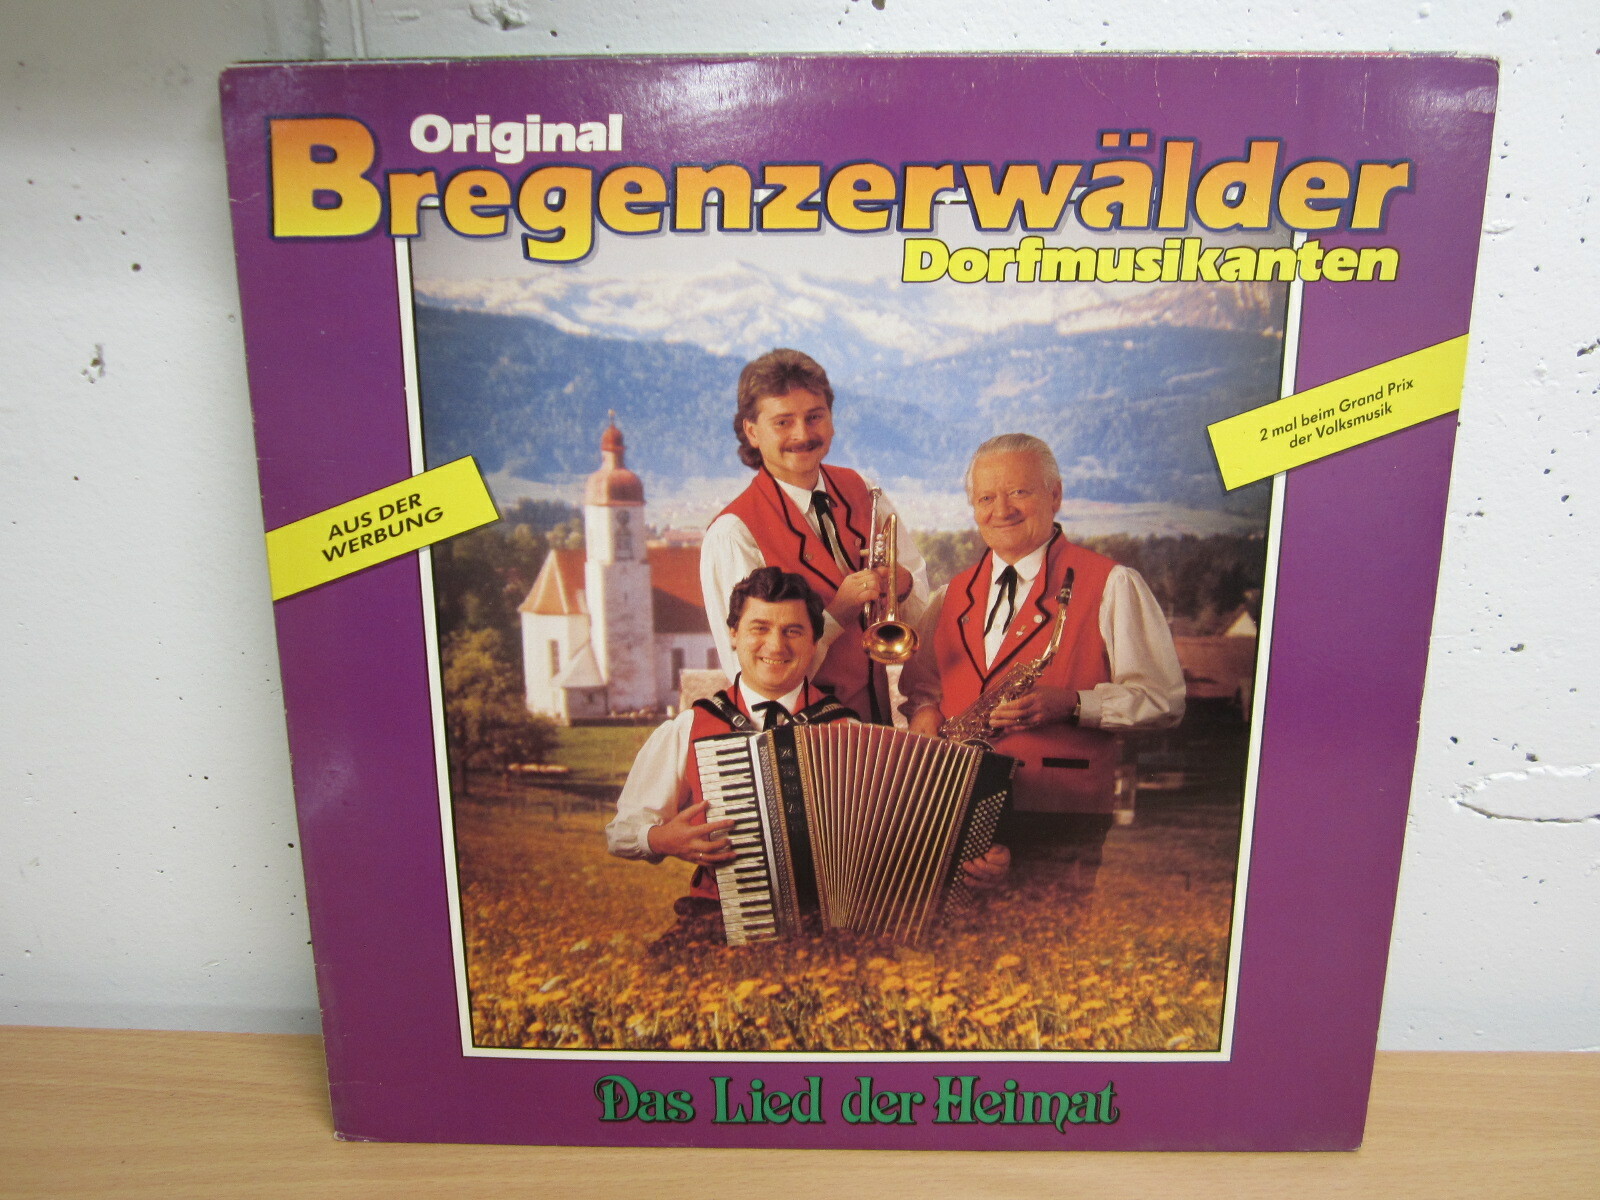 Original
Bregenzerwälder
Dorfmusikanten
2 mal beim Grand Prix
der Volksmusik
AUS DER
WERBUNG
Das Lied der Heimat